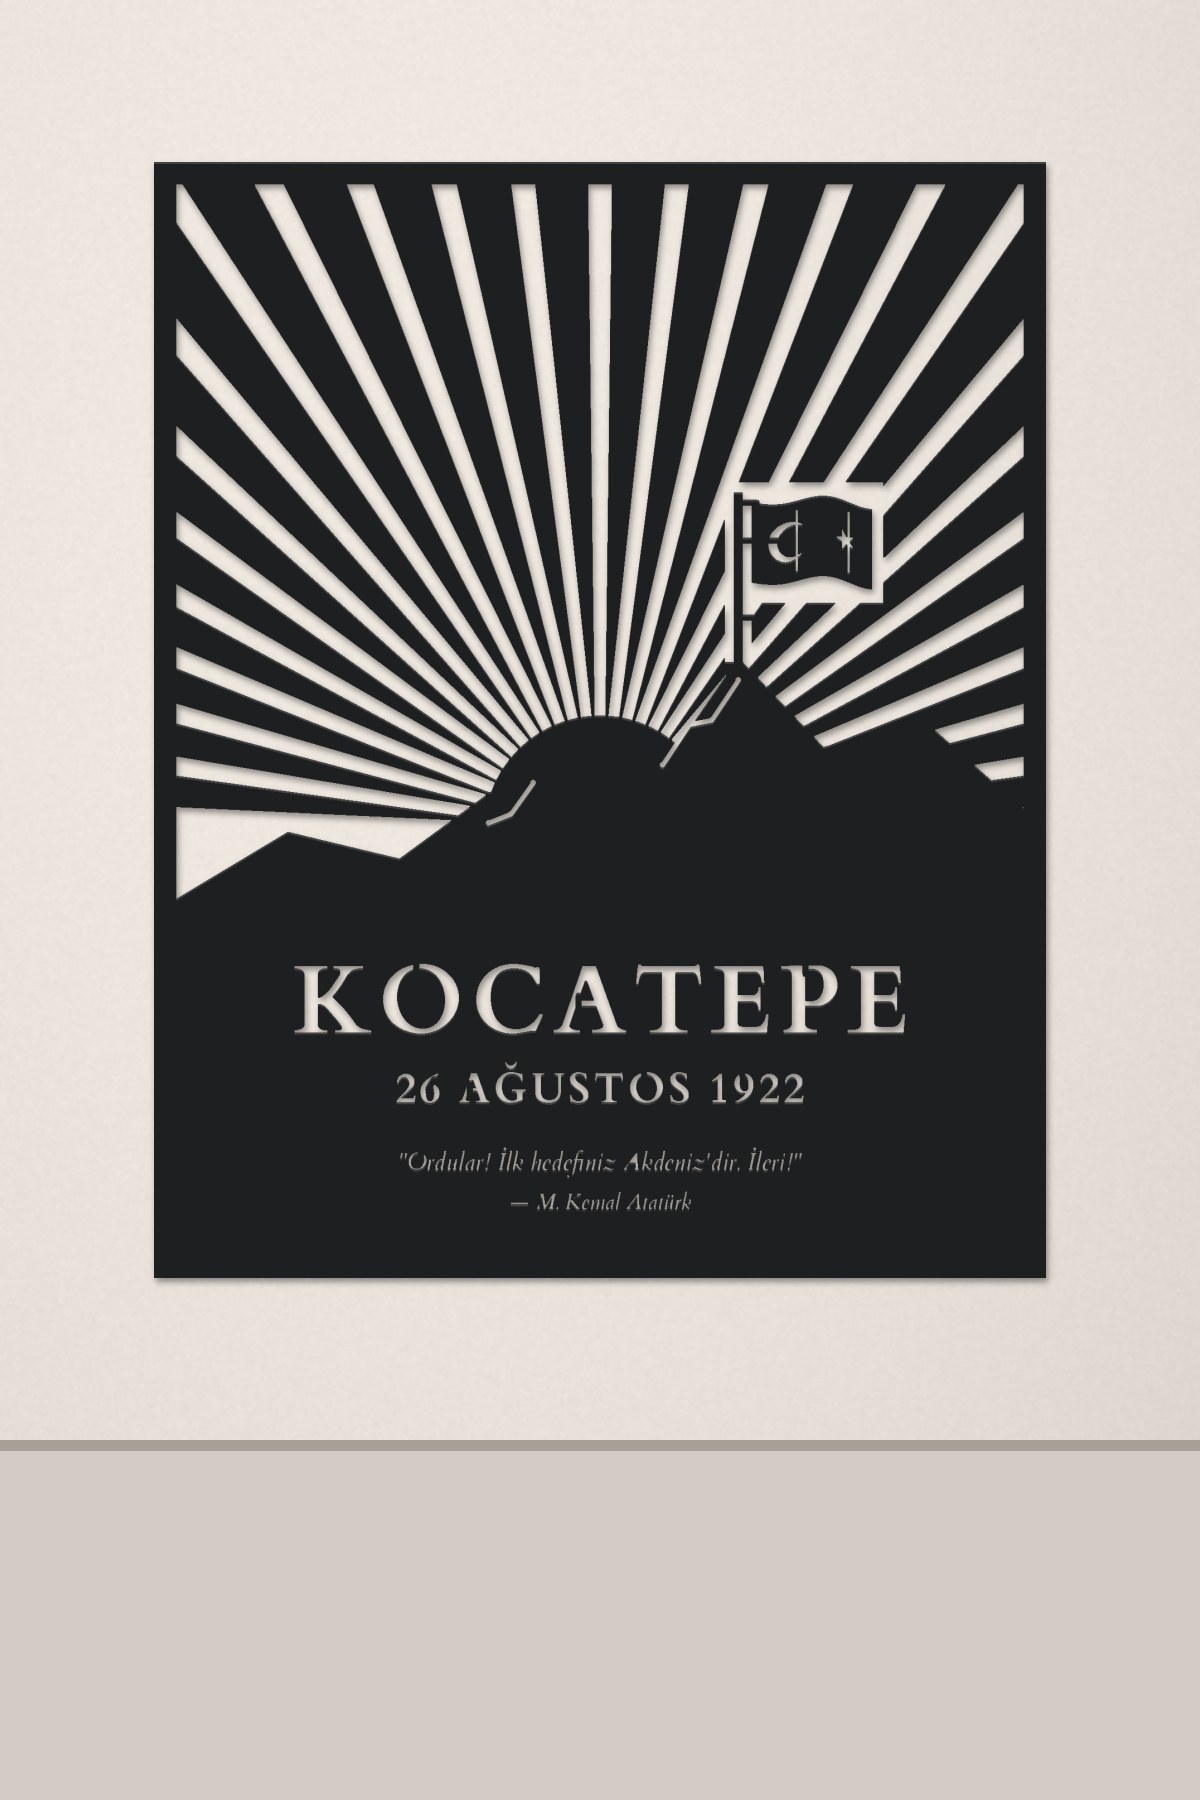 KOCATEPE
26 AĞUSTOS 1922
"Ordular! İlk hedefiniz Akdeniz'dir. İleri!"
— M. Kemal Atatürk